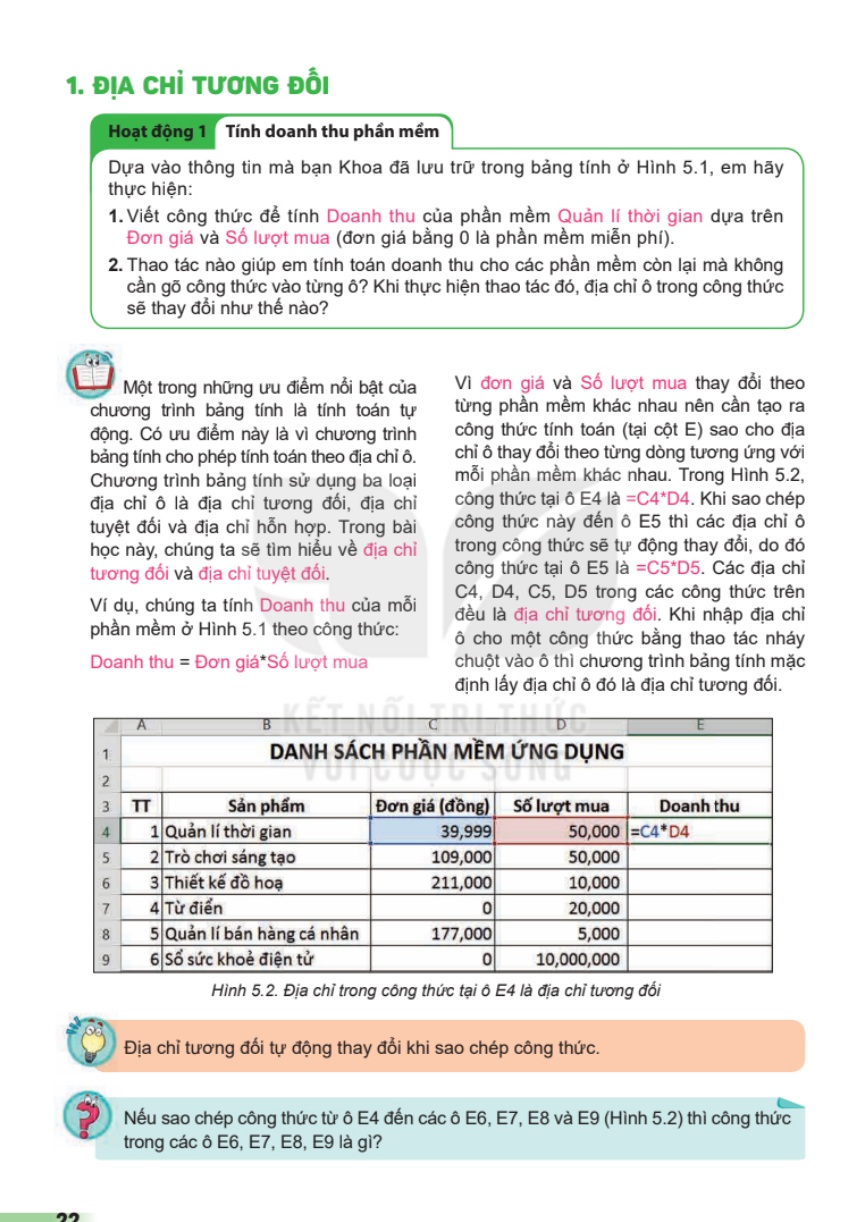 1. ĐỊA CHỈ TƯƠNG ĐỐI
Hoạt động 1 Tính doanh thu phần mềm
Dựa vào thông tin mà bạn Khoa đã lưu trữ trong bảng tính ở Hình 5.1, em hãy
thực hiện:
1. Viết công thức để tính Doanh thu của phần mềm Quản lí thời gian dựa trên
Đơn giá và Số lượt mua (đơn giá bằng 0 là phần mềm miễn phí).
2. Thao tác nào giúp em tính toán doanh thu cho các phần mềm còn lại mà không
cần gõ công thức vào từng ô? Khi thực hiện thao tác đó, địa chỉ ô trong công thức
sẽ thay đổi như thế nào?
Một trong những ưu điểm nổi bật của
chương trình bảng tính là tính toán tự
động. Có ưu điểm này là vì chương trình
bảng tính cho phép tính toán theo địa chỉ ô.
Chương trình bảng tính sử dụng ba loại
địa chỉ ô là địa chỉ tương đối, địa chỉ
tuyệt đối và địa chỉ hỗn hợp. Trong bài
học này, chúng ta sẽ tìm hiểu về địa chỉ
tương đối và địa chỉ tuyệt đối.
Ví dụ, chúng ta tính Doanh thu của mỗi
phần mềm ở Hình 5.1 theo công thức:
Doanh thu = Đơn giá*Số lượt mua
Vì đơn giá và Số lượt mua thay đổi theo
từng phần mềm khác nhau nên cần tạo ra
công thức tính toán (tại cột E) sao cho địa
chỉ ô thay đổi theo từng dòng tương ứng với
mỗi phần mềm khác nhau. Trong Hình 5.2,
công thức tại ô E4 là =C4*D4. Khi sao chép
công thức này đến ô E5 thì các địa chỉ ô
trong công thức sẽ tự động thay đổi, do đó
công thức tại ô E5 là =C5*D5. Các địa chỉ
C4, D4, C5, D5 trong các công thức trên
đều là địa chỉ tương đối. Khi nhập địa chỉ
ô cho một công thức bằng thao tác nháy
chuột vào ô thì chương trình bảng tính mặc
định lấy địa chỉ ô đó là địa chỉ tương đối.
KẾT NỐI TRI THỨC
VỚI CUỘC SỐNG
A B C D E
1 DANH SÁCH PHẦN MỀM ỨNG DỤNG
2
3 TT Sản phẩm Đơn giá (đồng) Số lượt mua Doanh thu
4 1 Quản lí thời gian 39,999 50,000 =C4*D4
5 2 Trò chơi sáng tạo 109,000 50,000
6 3 Thiết kế đồ hoạ 211,000 10,000
7 4 Từ điển 0 20,000
8 5 Quản lí bán hàng cá nhân 177,000 5,000
9 6 Sổ sức khoẻ điện tử 0 10,000,000
Hình 5.2. Địa chỉ trong công thức tại ô E4 là địa chỉ tương đối
Địa chỉ tương đối tự động thay đổi khi sao chép công thức.
Nếu sao chép công thức từ ô E4 đến các ô E6, E7, E8 và E9 (Hình 5.2) thì công thức
trong các ô E6, E7, E8, E9 là gì?
22